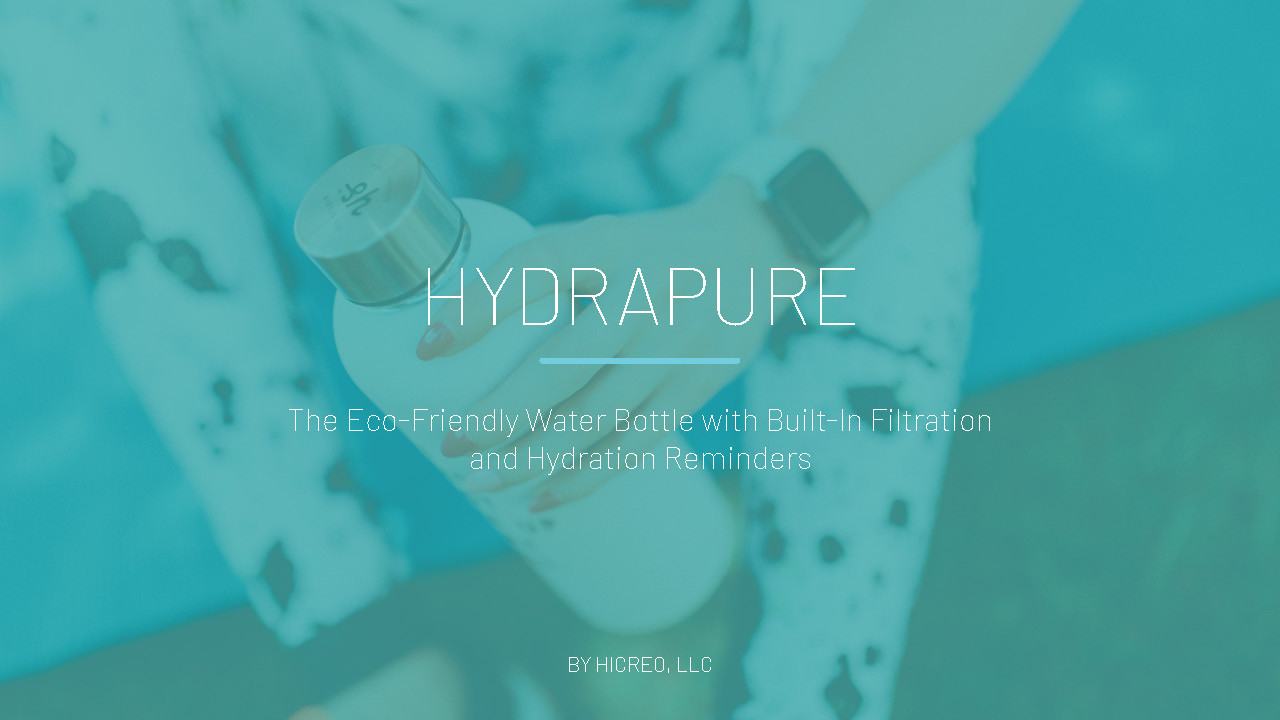 HYDRAPURE
The Eco-Friendly Water Bottle with Built-In Filtration
and Hydration Reminders
BY HICREO, LLC